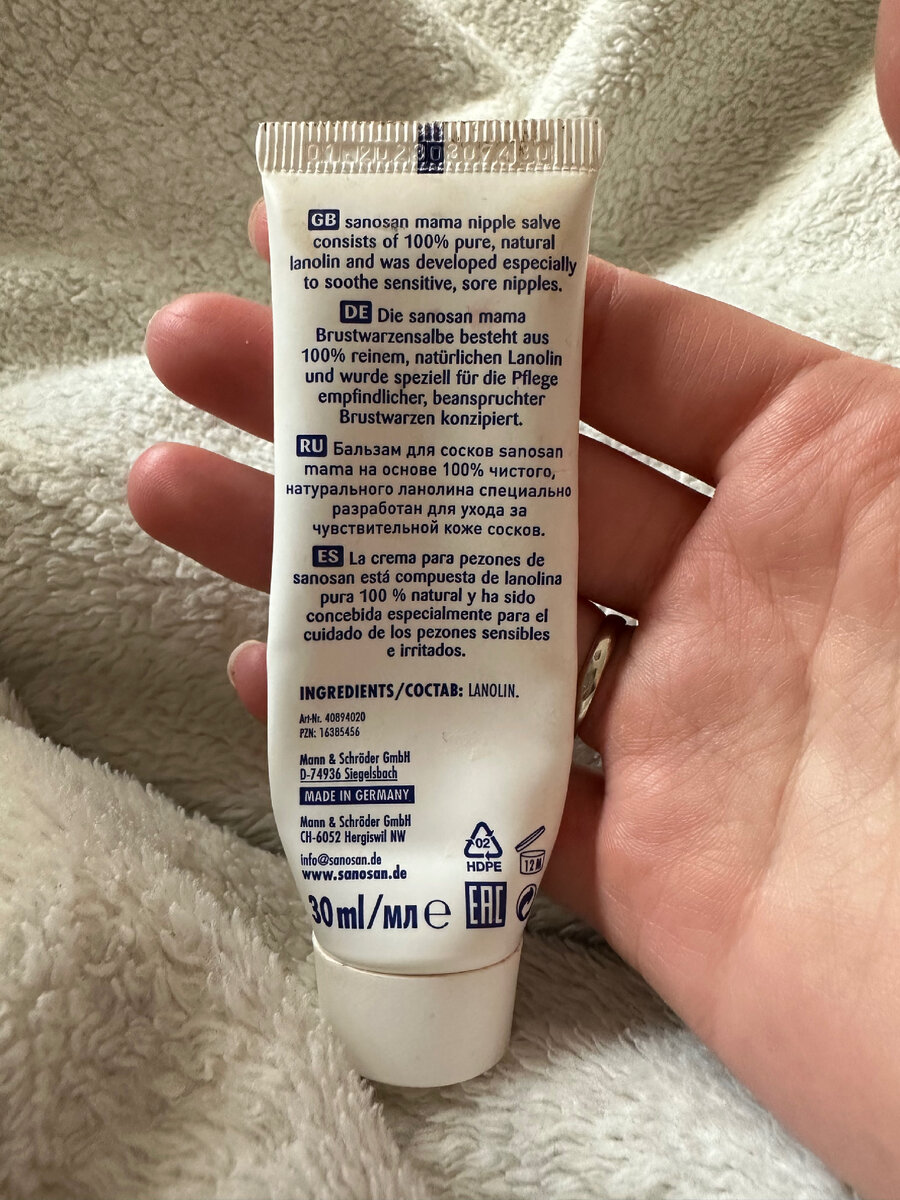 GB sanosan mama nipple salve
consists of 100% pure, natural
lanolin and was developed especially
to soothe sensitive, sore nipples.
DE Die sanosan mama
Brustwarzensalbe besteht aus
100% reinem, natürlichen Lanolin
und wurde speziell für die Pflege
empfindlicher, beanspruchter
Brustwarzen konzipiert.
RU Бальзам для сосков sanosan
mama на основе 100% чистого,
натурального ланолина специально
разработан для ухода за
чувствительной коже сосков.
ES La crema para pezones de
sanosan está compuesta de lanolina
pura 100 % natural y ha sido
concebida especialmente para el
cuidado de los pezones sensibles
e irritados.
INGREDIENTS/СОСТАВ: LANOLIN.
Art-Nr. 40894020
PZN: 16385456
Mann & Schröder GmbH
D-74936 Siegelsbach
MADE IN GERMANY
Mann & Schröder GmbH
CH-6052 Hergiswil NW
info@sanosan.de
www.sanosan.de
02
HDPE
12 M
30 ml/мл e
EAC